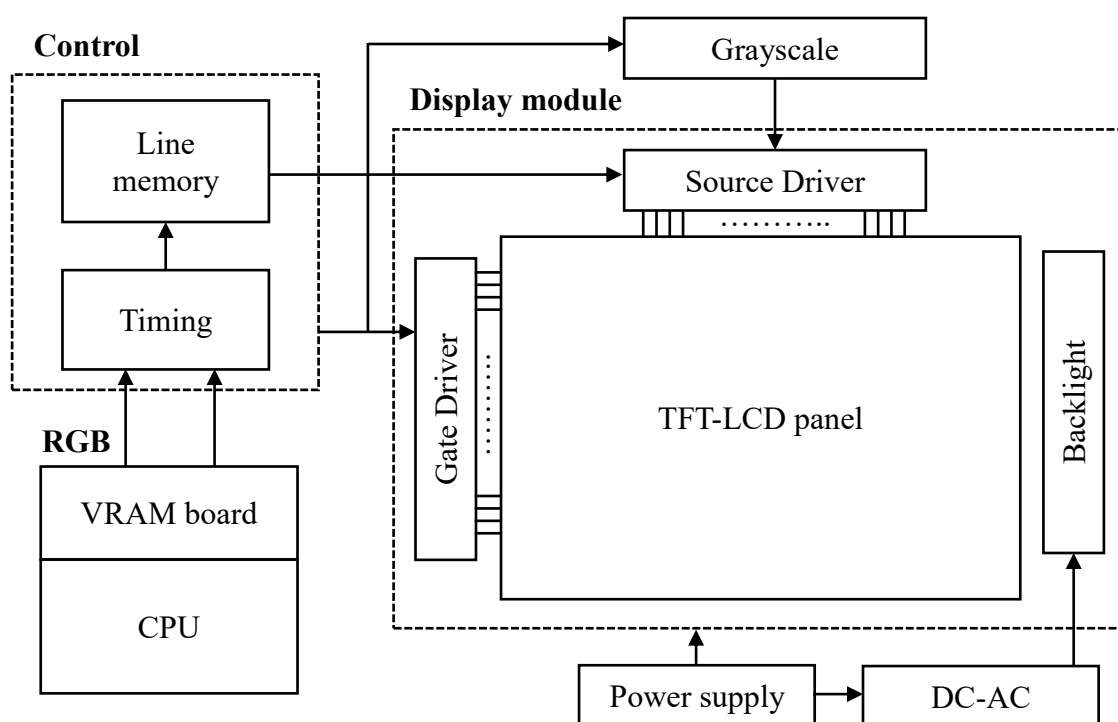 Control
Grayscale
Display module
Line
memory
Source Driver
………..
Timing
Gate Driver
………
TFT-LCD panel
Backlight
RGB
VRAM board
CPU
Power supply
DC-AC